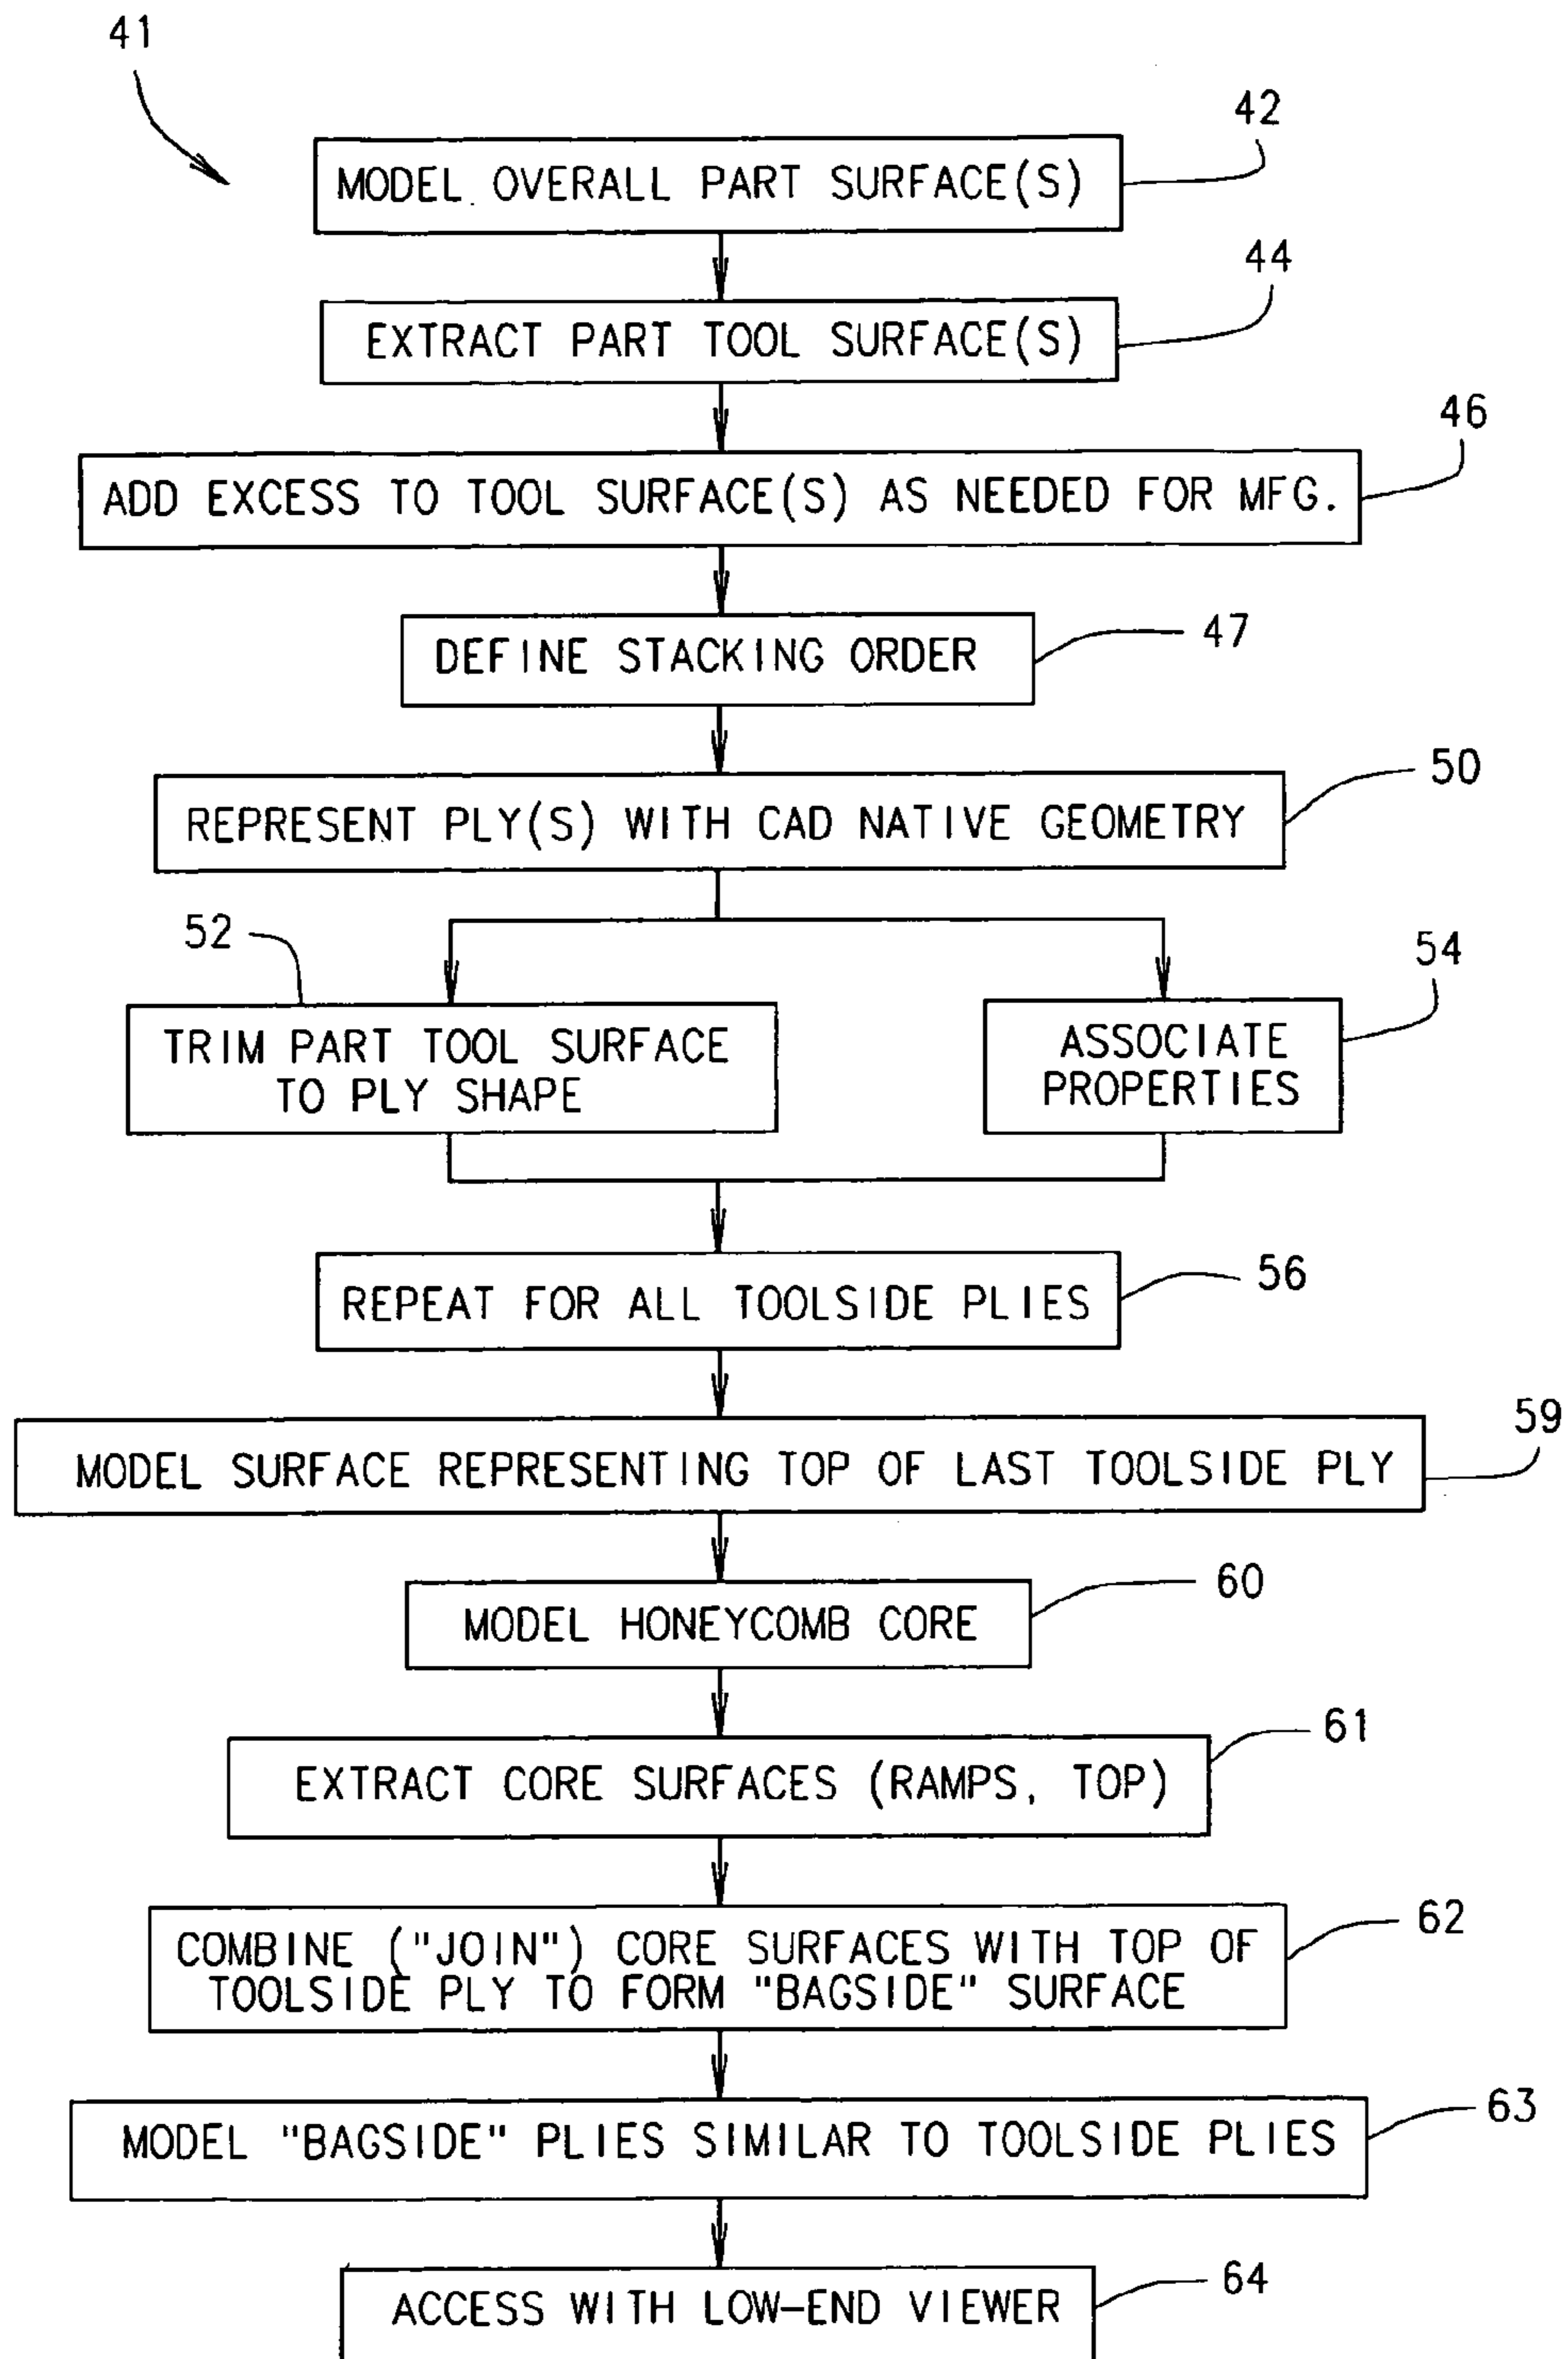 41
42
MODEL OVERALL PART SURFACE(S)
44
EXTRACT PART TOOL SURFACE(S)
46
ADD EXCESS TO TOOL SURFACE(S) AS NEEDED FOR MFG.
47
DEFINE STACKING ORDER
50
REPRESENT PLY(S) WITH CAD NATIVE GEOMETRY
52
TRIM PART TOOL SURFACE
TO PLY SHAPE
54
ASSOCIATE
PROPERTIES
56
REPEAT FOR ALL TOOLSIDE PLIES
59
MODEL SURFACE REPRESENTING TOP OF LAST TOOLSIDE PLY
60
MODEL HONEYCOMB CORE
61
EXTRACT CORE SURFACES (RAMPS, TOP)
62
COMBINE ("JOIN") CORE SURFACES WITH TOP OF
TOOLSIDE PLY TO FORM "BAGSIDE" SURFACE
63
MODEL "BAGSIDE" PLIES SIMILAR TO TOOLSIDE PLIES
64
ACCESS WITH LOW-END VIEWER